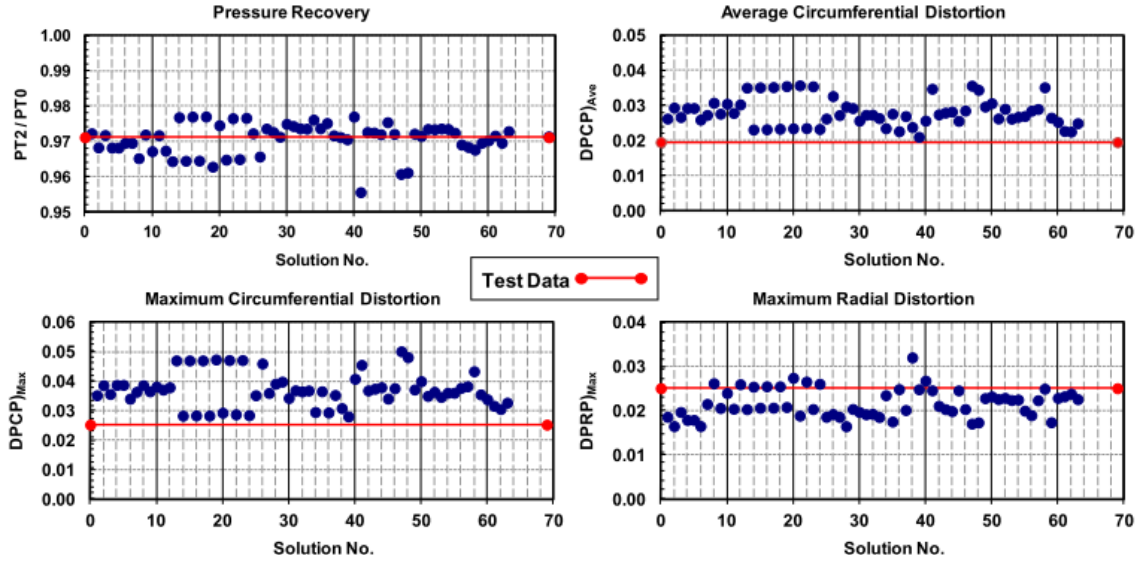 Pressure Recovery
1.00
0.99
0.98
0.97
0.96
0.95
PT2 / PT0
0 10 20 30 40 50 60 70
Solution No.
Average Circumferential Distortion
0.05
0.04
0.03
0.02
0.01
0.00
DPCP)Ave
0 10 20 30 40 50 60 70
Solution No.
Test Data
Maximum Circumferential Distortion
0.06
0.05
0.04
0.03
0.02
0.01
0.00
DPCP)Max
0 10 20 30 40 50 60 70
Solution No.
Maximum Radial Distortion
0.04
0.03
0.02
0.01
0.00
DPRP)Max
0 10 20 30 40 50 60 70
Solution No.